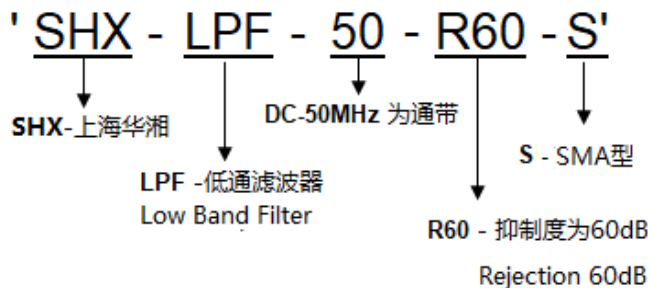 'SHX - LPF - 50 - R60 - S'
SHX-上海华湘
DC-50MHz 为通带
S - SMA型
LPF -低通滤波器
Low Band Filter
R60 - 抑制度为60dB
Rejection 60dB